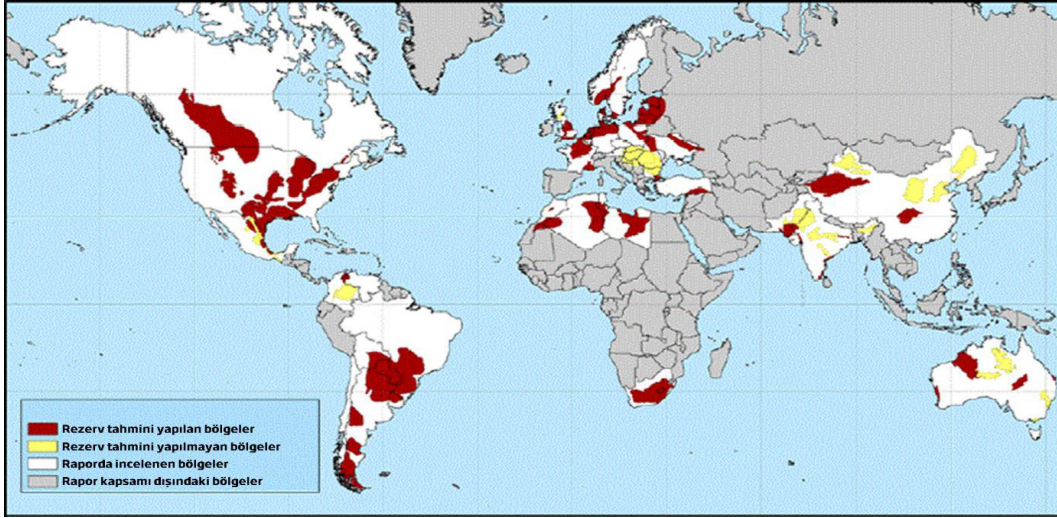 Rezerv tahmini yapılan bölgeler
Rezerv tahmini yapılmayan bölgeler
Raporda incelenen bölgeler
Rapor kapsamı dışındaki bölgeler